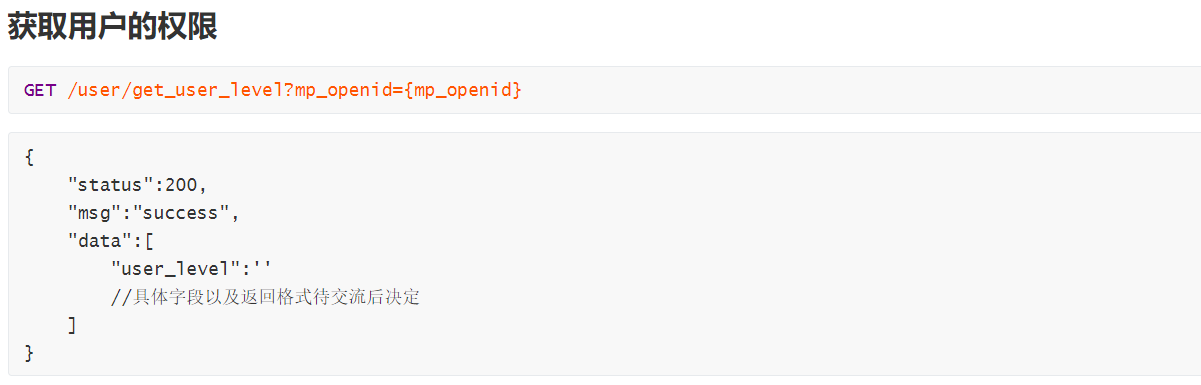 获取用户的权限
GET /user/get_user_level?mp_openid={mp_openid}
{
    "status":200,
    "msg":"success",
    "data":[
        "user_level":''
        //具体字段以及返回格式待交流后决定
    ]
}